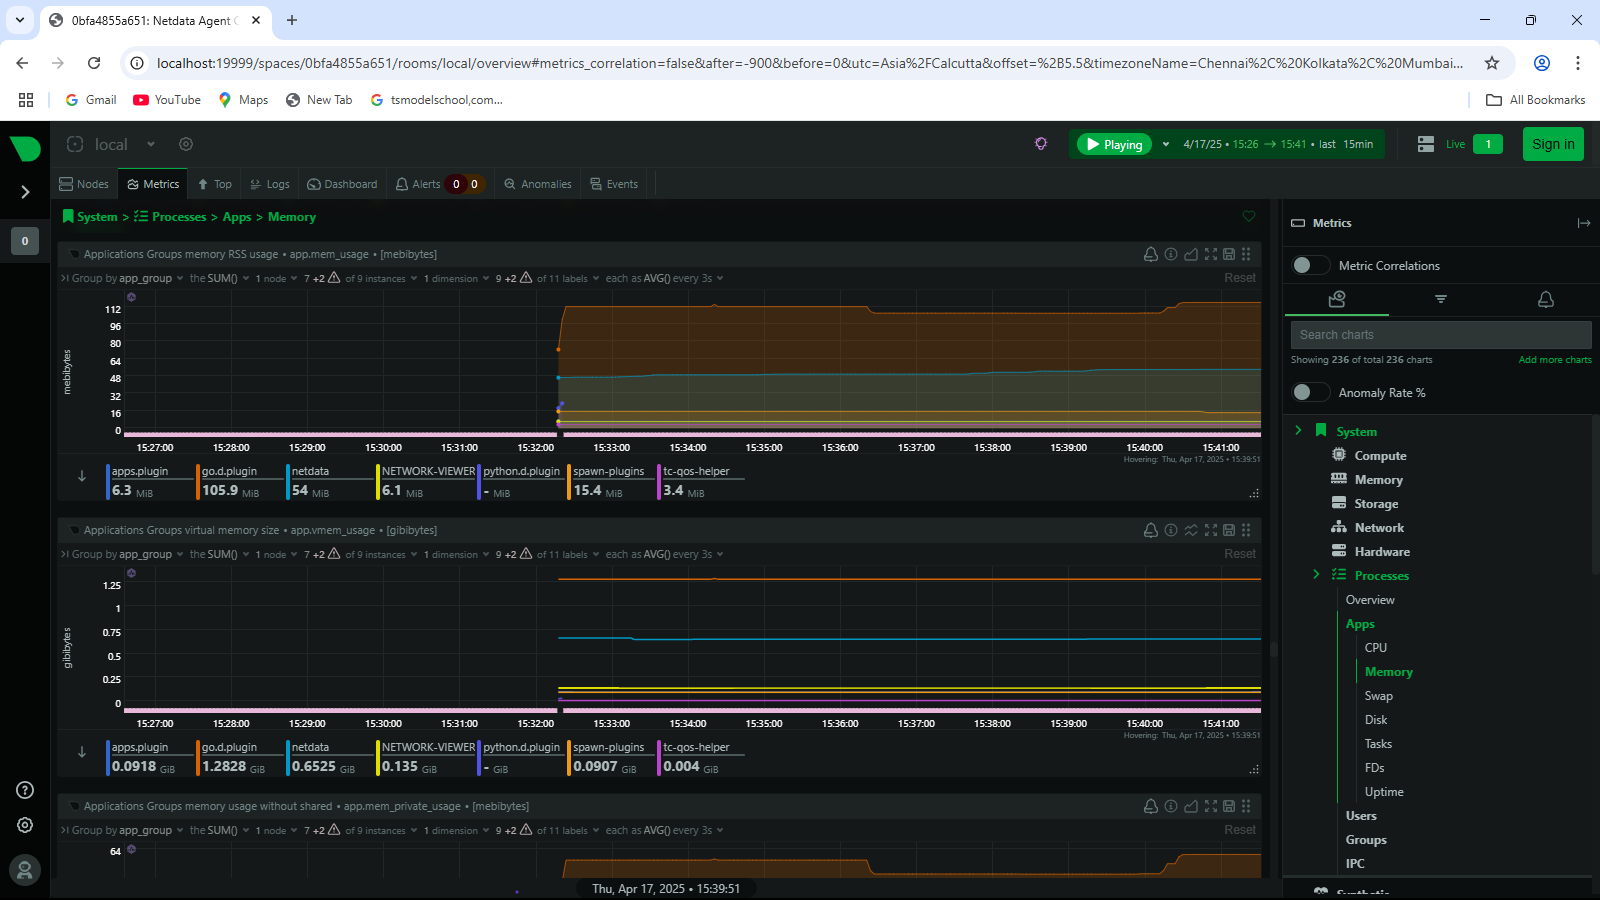 0bfa4855a651: Netdata Agent C
localhost:19999/spaces/0bfa4855a651/rooms/local/overview#metrics_correlation=false&after=-900&before=0&utc=Asia%2FCalcutta&offset=%2B5.5&timezoneName=Chennai%2C%20Kolkata%2C%20Mumbai...
Gmail YouTube Maps New Tab tsmodelschool,com... All Bookmarks
local Playing 4/17/25 • 15:26 → 15:41 • last 15min Live 1 Sign in
Nodes Metrics Top Logs Dashboard Alerts 0 0 Anomalies Events
0
System > Processes > Apps > Memory
Applications Groups memory RSS usage • app.mem_usage • [mebibytes]
Group by app_group the SUM() 1 node 7 +2 of 9 instances 1 dimension 9 +2 of 11 labels each as AVG() every 3s Reset
mebibytes
112
96
80
64
48
32
16
0
15:27:00 15:28:00 15:29:00 15:30:00 15:31:00 15:32:00 15:33:00 15:34:00 15:35:00 15:36:00 15:37:00 15:38:00 15:39:00 15:40:00 15:41:00
Hovering: Thu, Apr 17, 2025 • 15:39:51
apps.plugin go.d.plugin netdata NETWORK-VIEWER python.d.plugin spawn-plugins tc-qos-helper
6.3 MiB 105.9 MiB 54 MiB 6.1 MiB - MiB 15.4 MiB 3.4 MiB
Applications Groups virtual memory size • app.vmem_usage • [gibibytes]
Group by app_group the SUM() 1 node 7 +2 of 9 instances 1 dimension 9 +2 of 11 labels each as AVG() every 3s Reset
gibibytes
1.25
1
0.75
0.5
0.25
0
15:27:00 15:28:00 15:29:00 15:30:00 15:31:00 15:32:00 15:33:00 15:34:00 15:35:00 15:36:00 15:37:00 15:38:00 15:39:00 15:40:00 15:41:00
Hovering: Thu, Apr 17, 2025 • 15:39:51
apps.plugin go.d.plugin netdata NETWORK-VIEWER python.d.plugin spawn-plugins tc-qos-helper
0.0918 GiB 1.2828 GiB 0.6525 GiB 0.135 GiB - GiB 0.0907 GiB 0.004 GiB
Applications Groups memory usage without shared • app.mem_private_usage • [mebibytes]
Group by app_group the SUM() 1 node 7 +2 of 9 instances 1 dimension 9 +2 of 11 labels each as AVG() every 3s Reset
64
Thu, Apr 17, 2025 • 15:39:51
Metrics
Metric Correlations
Search charts
Showing 236 of total 236 charts Add more charts
Anomaly Rate %
System
Compute
Memory
Storage
Network
Hardware
Processes
Overview
Apps
CPU
Memory
Swap
Disk
Tasks
FDs
Uptime
Users
Groups
IPC
Synthetic